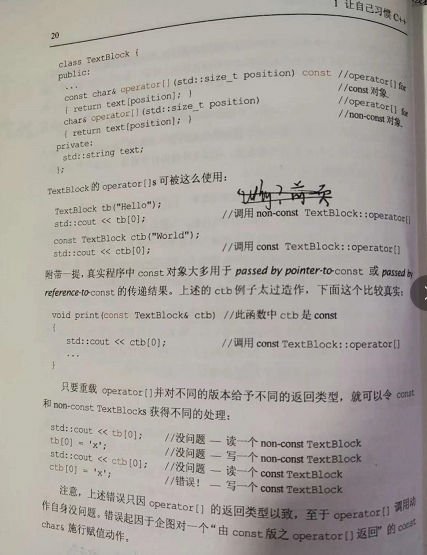 20
1 让自己习惯 C++
class TextBlock {
public:
...
const char& operator[](std::size_t position) const //operator[] for
{ return text[position]; } //const 对象.
char& operator[](std::size_t position) //operator[] for
{ return text[position]; } //non-const 对象.
private:
std::string text;
};
TextBlock 的 operator[]s 可被这么使用:
why?
TextBlock tb("Hello");
std::cout << tb[0]; //调用 non-const TextBlock::operator[]
const TextBlock ctb("World");
std::cout << ctb[0]; //调用 const TextBlock::operator[]
附带一提,真实程序中 const 对象大多用于 passed by pointer-to-const 或 passed by
reference-to-const 的传递结果。上述的 ctb 例子太过造作,下面这个比较真实:
void print(const TextBlock& ctb) //此函数中 ctb 是 const
{
std::cout << ctb[0]; //调用 const TextBlock::operator[]
...
}
只要重载 operator[] 并对不同的版本给予不同的返回类型,就可以令 const
和 non-const TextBlocks 获得不同的处理:
std::cout << tb[0]; //没问题 — 读一个 non-const TextBlock
tb[0] = 'x'; //没问题 — 写一个 non-const TextBlock
std::cout << ctb[0]; //没问题 — 读一个 const TextBlock
ctb[0] = 'x'; //错误! — 写一个 const TextBlock
注意,上述错误只因 operator[] 的返回类型以致,至于 operator[] 调用动
作自身没问题。错误起因于企图对一个“由 const 版之 operator[] 返回”的 const
char& 施行赋值动作。